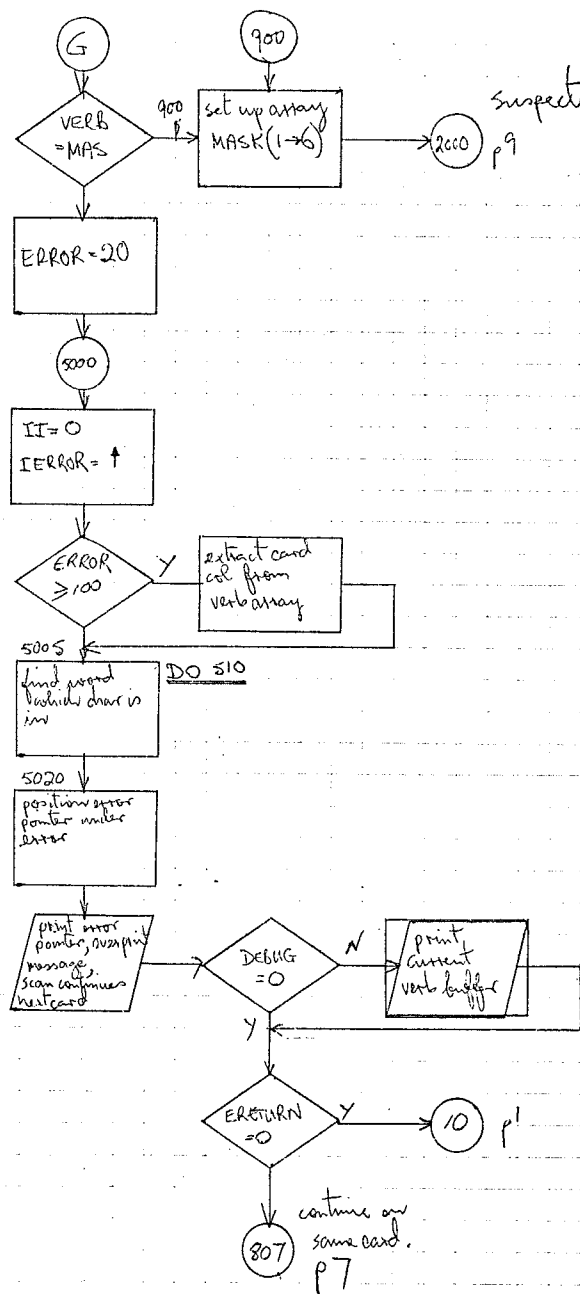 G
900
VERB
=MAS
900
set up array
MASK(1→6)
2000
suspect
p9
ERROR=20
5000
II=0
IERROR= ↑
ERROR
≥100
Y
extract card
col from
verb array
5005
DO 510
find word
which char is
in
5020
position error
pointer under
error
print error
pointer, overprint
message,
scan continues
next card
DEBUG
=0
N
print
current
verb buffer
Y
ERETURN
=0
Y
10
p1
807
continue on
same card.
p7